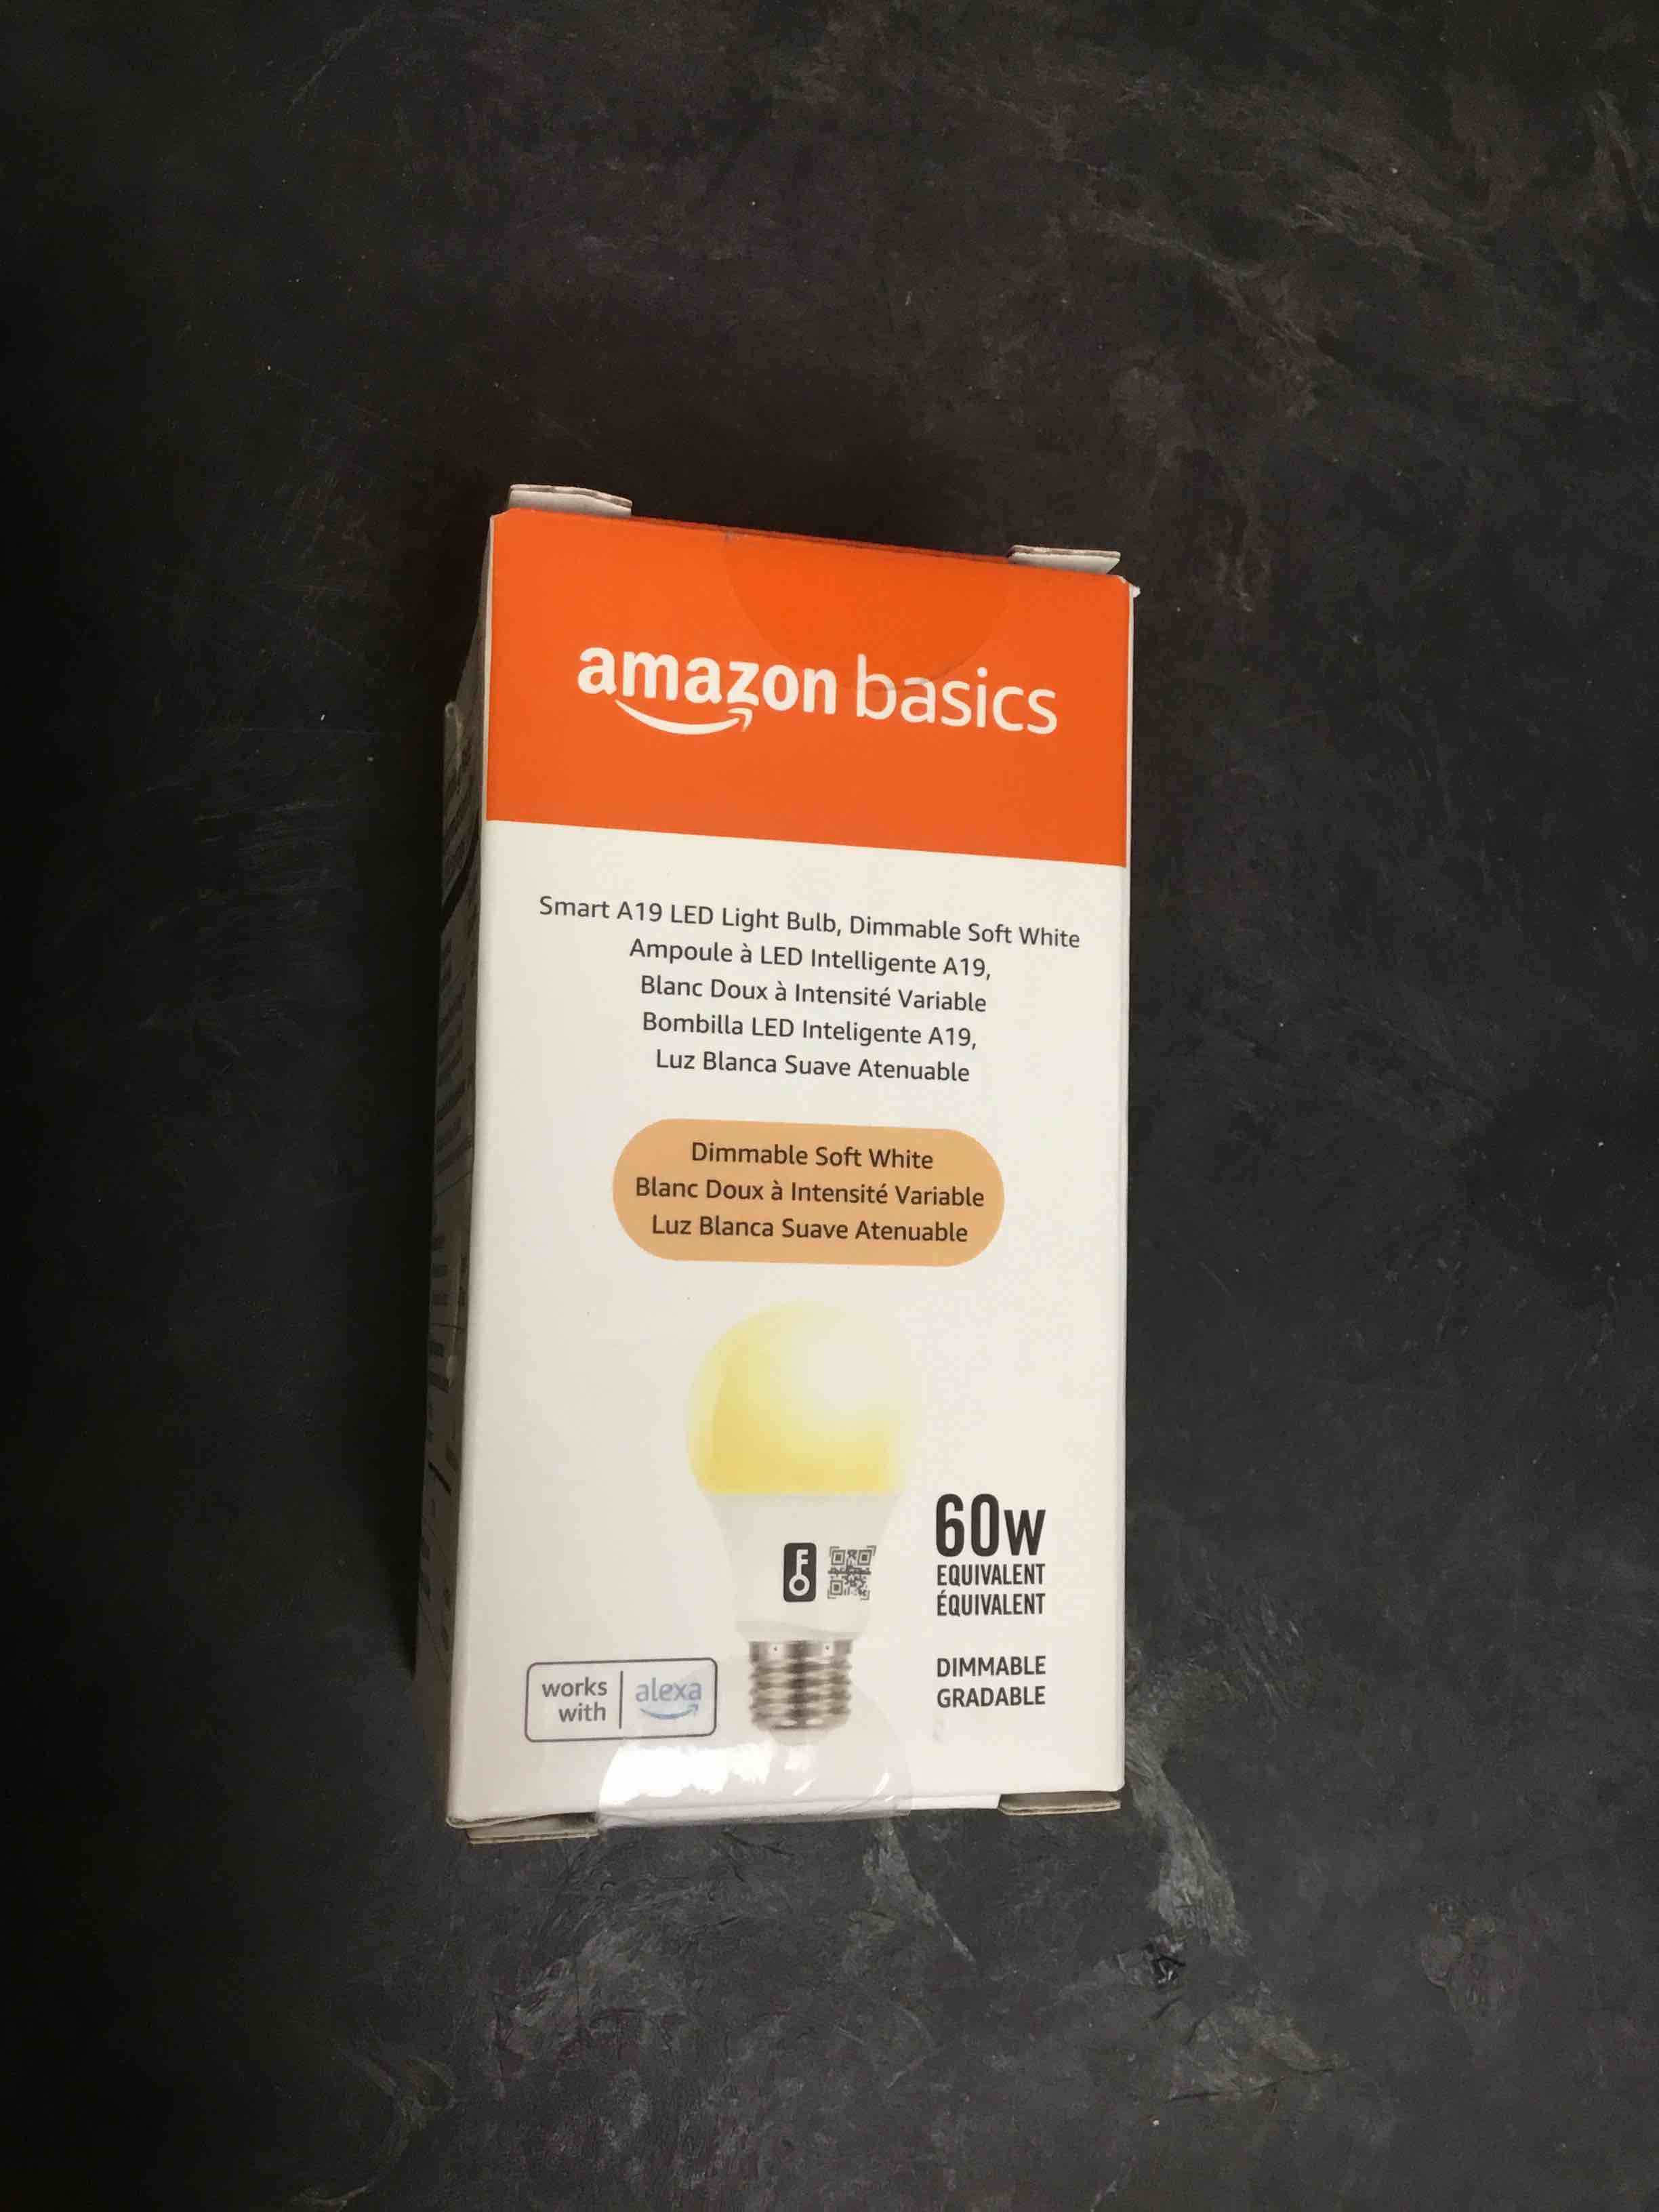 amazon basics
Smart A19 LED Light Bulb, Dimmable Soft White
Ampoule à LED Intelligente A19,
Blanc Doux à Intensité Variable
Bombilla LED Inteligente A19,
Luz Blanca Suave Atenuable
Dimmable Soft White
Blanc Doux à Intensité Variable
Luz Blanca Suave Atenuable
60W
EQUIVALENT
ÉQUIVALENT
DIMMABLE
GRADABLE
works with
alexa